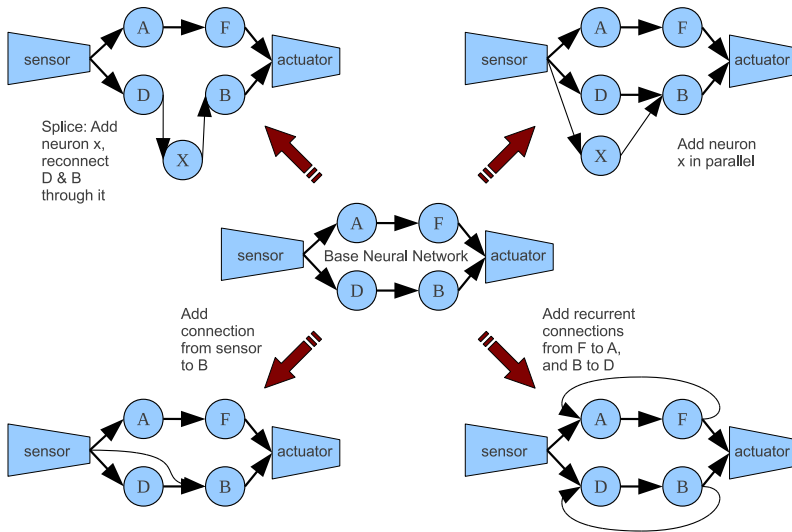 A
F
sensor
actuator
D
B
Splice: Add
neuron x,
reconnect
D & B
through it
X
A
F
sensor
actuator
D
B
X
Add neuron
x in parallel
A
F
sensor
Base Neural Network
actuator
D
B
Add
connection
from sensor
to B
Add recurrent
connections
from F to A,
and B to D
A
F
sensor
actuator
D
B
A
F
sensor
actuator
D
B